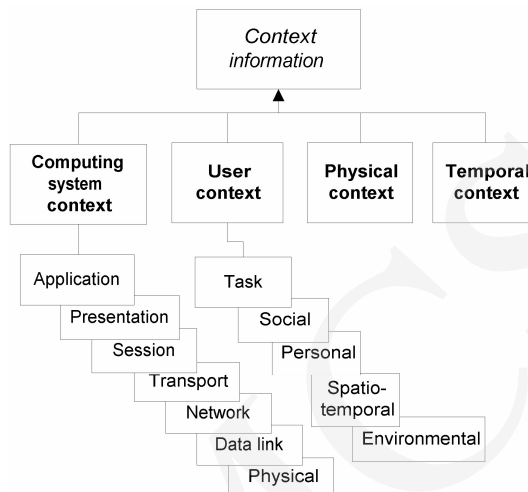 Context
information
Computing
system
context
User
context
Physical
context
Temporal
context
Application
Presentation
Session
Transport
Network
Data link
Physical
Task
Social
Personal
Spatio-
temporal
Environmental